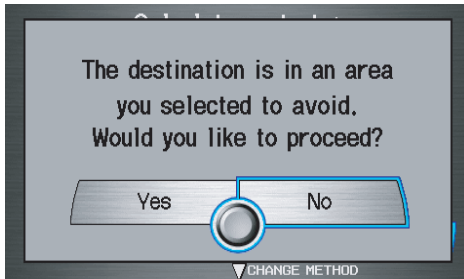 The destination is in an area
you selected to avoid.
Would you like to proceed?
Yes
No
CHANGE METHOD